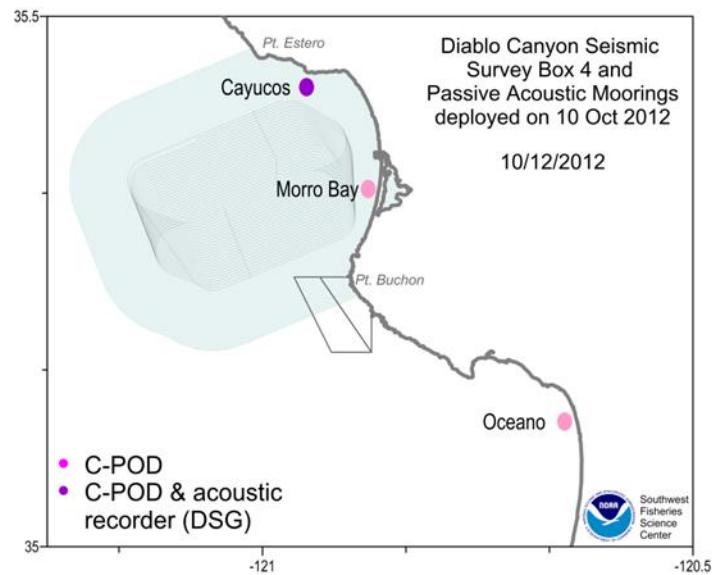 35.5
Pt. Estero
Diablo Canyon Seismic
Survey Box 4 and
Passive Acoustic Moorings
deployed on 10 Oct 2012
10/12/2012
Cayucos
Morro Bay
Pt. Buchon
Oceano
C-POD
C-POD & acoustic
recorder (DSG)
NOAA
Southwest
Fisheries
Science
Center
35
-121
-120.5